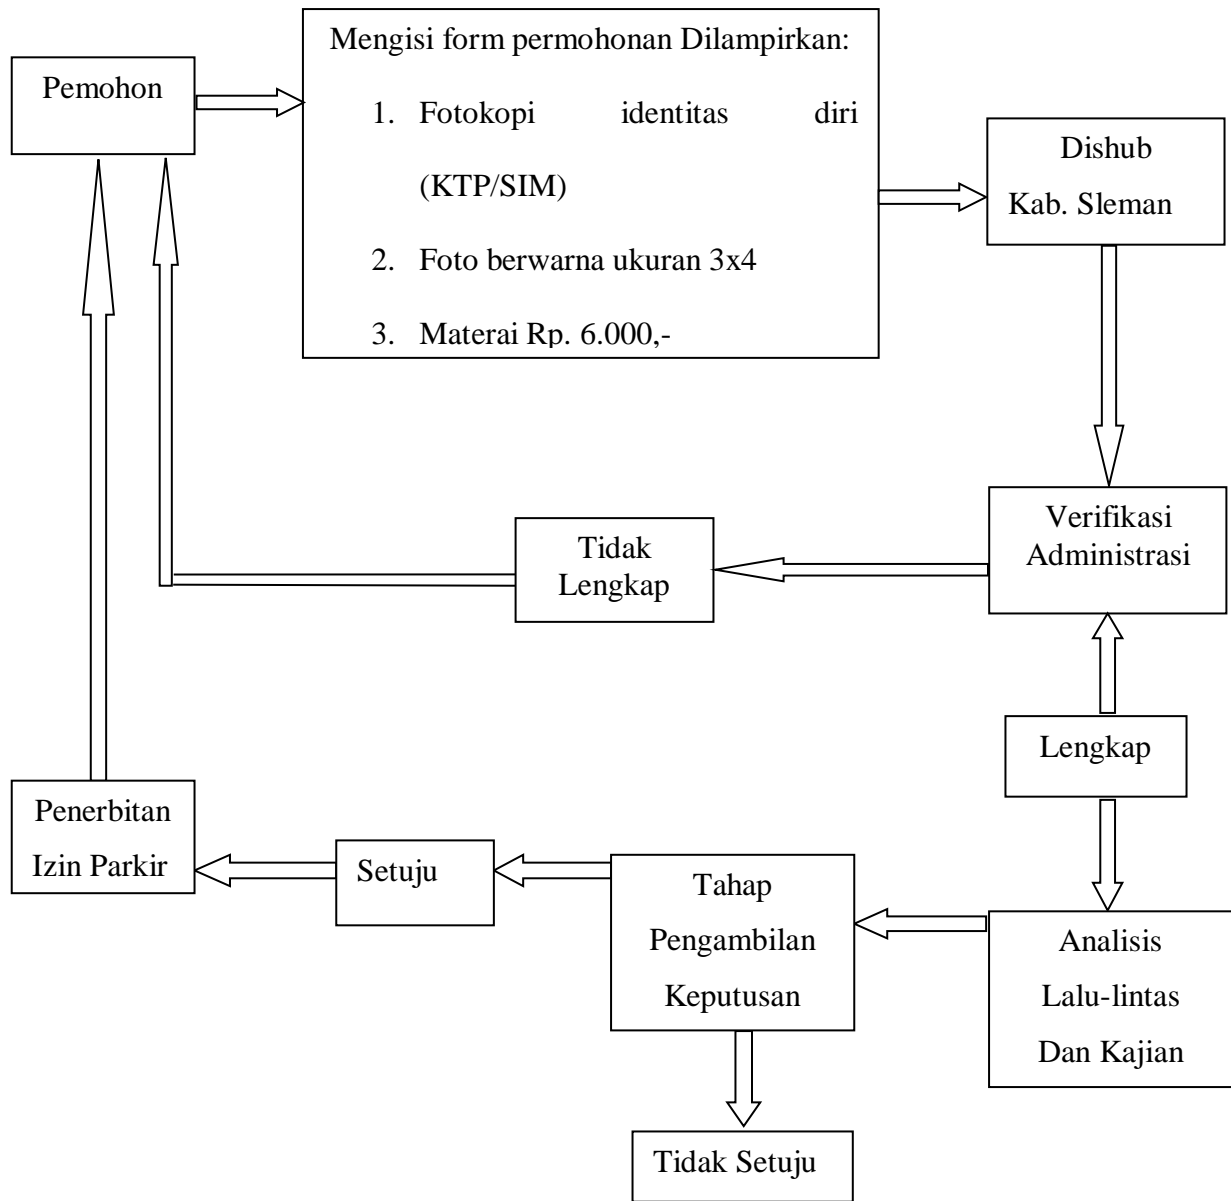 Mengisi form permohonan Dilampirkan:
Pemohon
1. Fotokopi identitas diri
(KTP/SIM)
2. Foto berwarna ukuran 3x4
3. Materai Rp. 6.000,-
Dishub
Kab. Sleman
Verifikasi
Administrasi
Tidak
Lengkap
Lengkap
Penerbitan
Izin Parkir
Setuju
Tahap
Pengambilan
Keputusan
Analisis
Lalu-lintas
Dan Kajian
Tidak Setuju